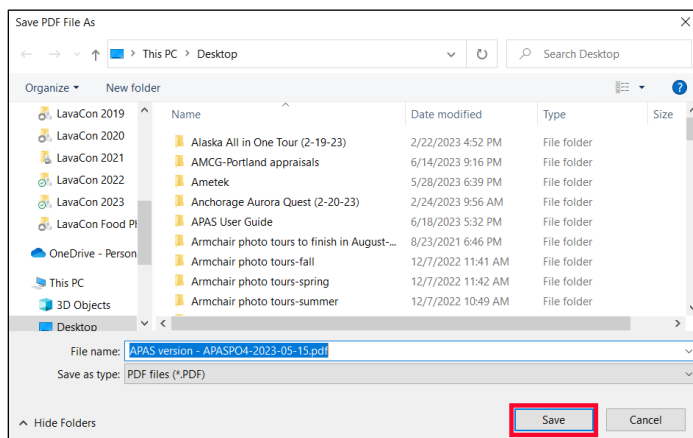 Save PDF File As
This PC > Desktop
Search Desktop
Organize
New folder
LavaCon 2019
LavaCon 2020
LavaCon 2021
LavaCon 2022
LavaCon 2023
LavaCon Food Ph
OneDrive - Person
This PC
3D Objects
Desktop
Name Date modified Type Size
Alaska All in One Tour (2-19-23) 2/22/2023 4:52 PM File folder
AMCG-Portland appraisals 6/14/2023 9:16 PM File folder
Ametek 5/28/2023 6:39 PM File folder
Anchorage Aurora Quest (2-20-23) 2/24/2023 9:56 AM File folder
APAS User Guide 6/18/2023 5:32 PM File folder
Armchair photo tours to finish in August-... 8/23/2021 6:46 PM File folder
Armchair photo tours-fall 12/7/2022 11:41 AM File folder
Armchair photo tours-spring 12/7/2022 11:42 AM File folder
Armchair photo tours-summer 12/7/2022 10:49 AM File folder
File name: APAS version - APASPO4-2023-05-15.pdf
Save as type: PDF files (*.PDF)
Hide Folders
Save
Cancel